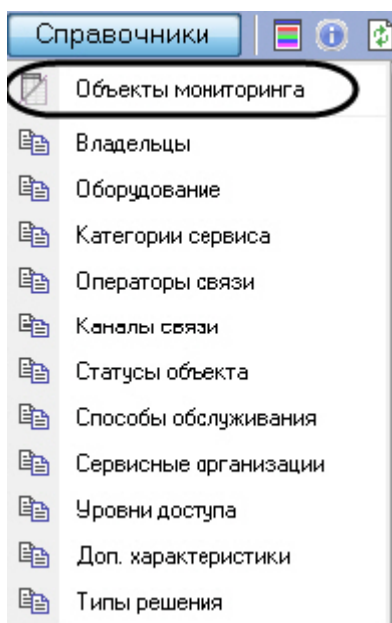 Справочники
Объекты мониторинга
Владельцы
Оборудование
Категории сервиса
Операторы связи
Каналы связи
Статусы объекта
Способы обслуживания
Сервисные организации
Уровни доступа
Доп. характеристики
Типы решения